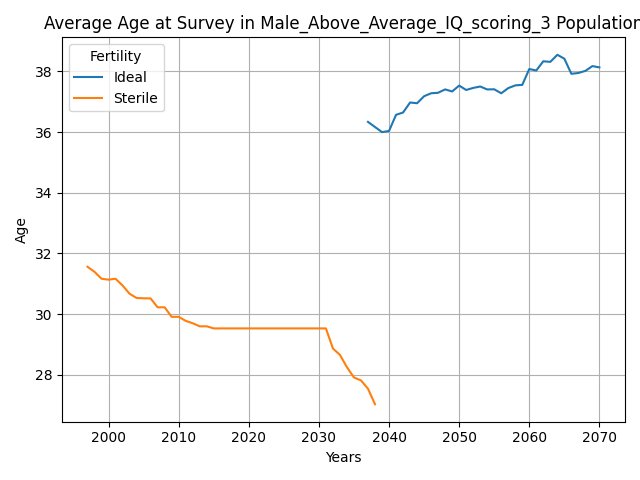 Average Age at Survey in Male_Above_Average_IQ_scoring_3 Population
Fertility
Ideal
Sterile
38
36
34
32
30
28
Age
2000 2010 2020 2030 2040 2050 2060 2070
Years